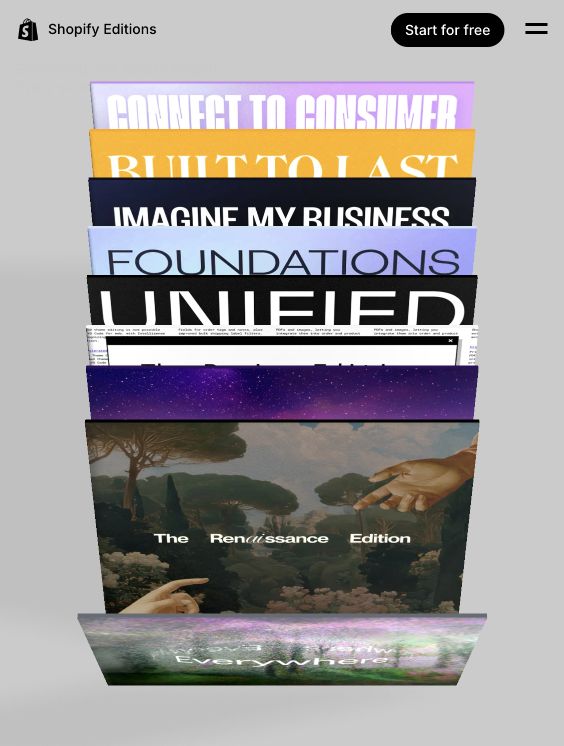 Shopify Editions
Start for free
CONNECT TO CONSUMER
BUILT TO LAST
IMAGINE MY BUSINESS
FOUNDATIONS
UNIFIED
The Renaissance Edition
Everywhere